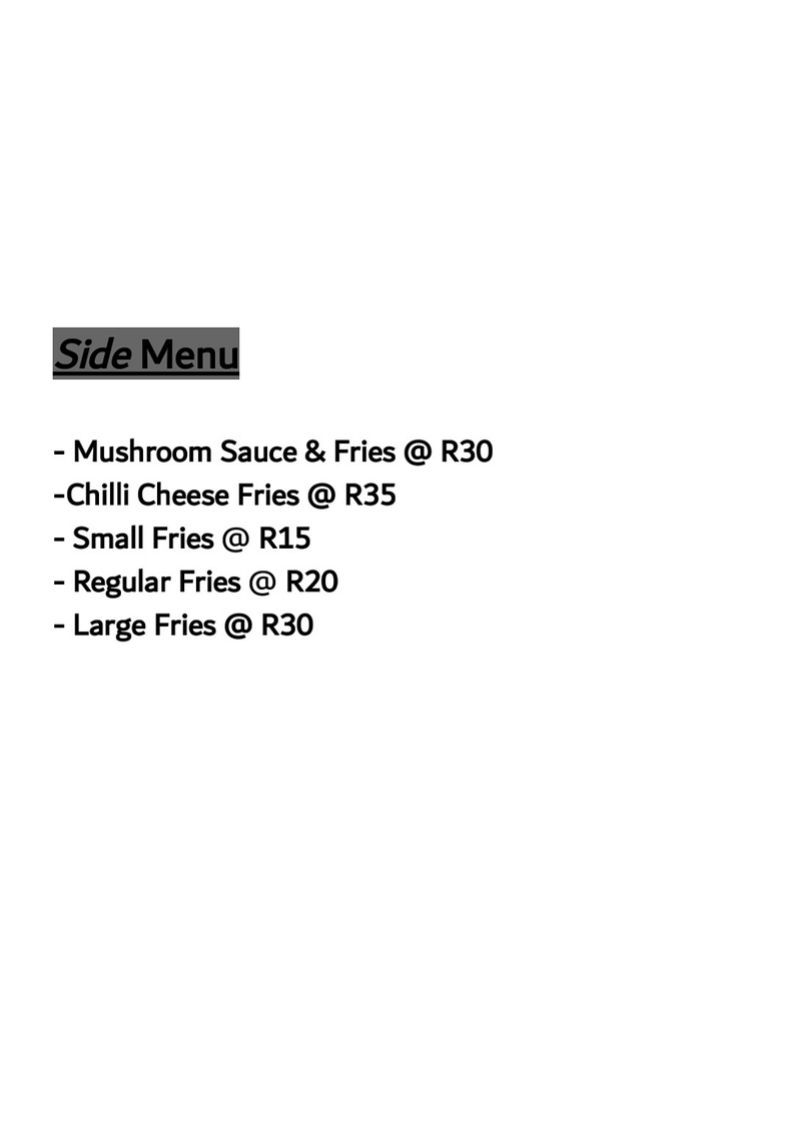 Side Menu
- Mushroom Sauce & Fries @ R30
-Chilli Cheese Fries @ R35
- Small Fries @ R15
- Regular Fries @ R20
- Large Fries @ R30